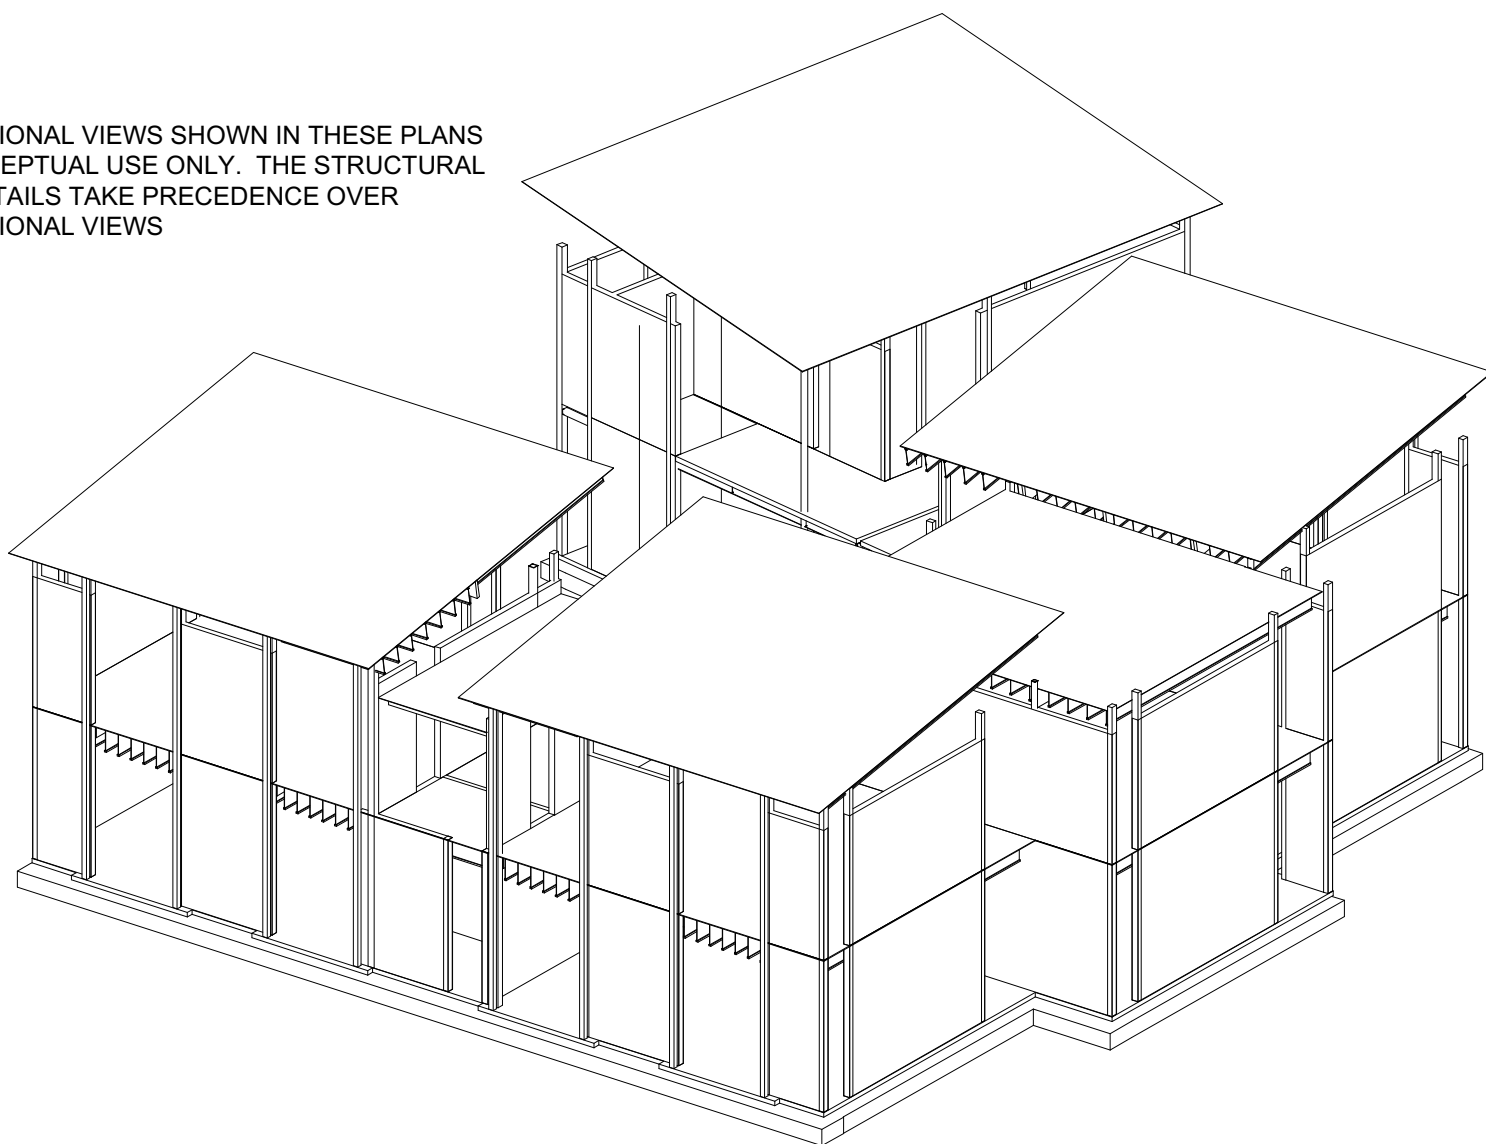 IONAL VIEWS SHOWN IN THESE PLANS
EPTUAL USE ONLY.  THE STRUCTURAL
TAILS TAKE PRECEDENCE OVER
IONAL VIEWS